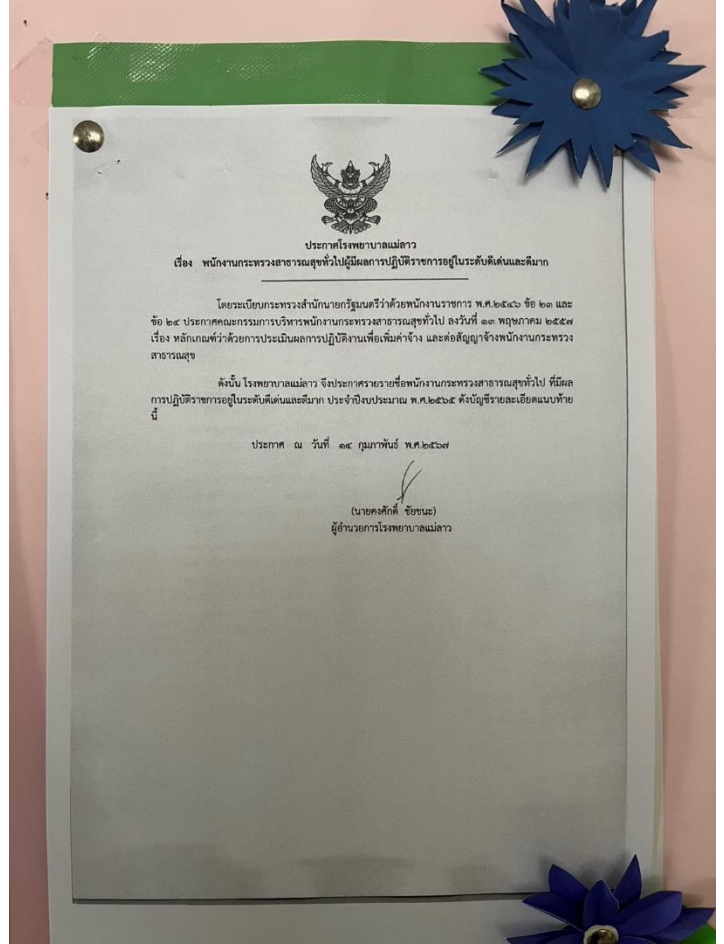 ประกาศโรงพยาบาลแม่ลาว
เรื่อง พนักงานกระทรวงสาธารณสุขทั่วไปผู้มีผลการปฏิบัติราชการอยู่ในระดับดีเด่นและดีมาก
โดยระเบียบกระทรวงสำนักนายกรัฐมนตรีว่าด้วยพนักงานราชการ พ.ศ.๒๕๔๖ ข้อ ๒๓ และ
ข้อ ๒๔ ประกาศคณะกรรมการบริหารพนักงานกระทรวงสาธารณสุขทั่วไป ลงวันที่ ๑๓ พฤษภาคม ๒๕๕๗
เรื่อง หลักเกณฑ์ว่าด้วยการประเมินผลการปฏิบัติงานเพื่อเพิ่มค่าจ้าง และต่อสัญญาจ้างพนักงานกระทรวง
สาธารณสุข
ดังนั้น โรงพยาบาลแม่ลาว จึงประกาศรายรายชื่อพนักงานกระทรวงสาธารณสุขทั่วไป ที่มีผล
การปฏิบัติราชการอยู่ในระดับดีเด่นและดีมาก ประจำปีงบประมาณ พ.ศ.๒๕๖๕ ดังบัญชีรายละเอียดแนบท้าย
นี้
ประกาศ ณ วันที่ ๑๔ กุมภาพันธ์ พ.ศ.๒๕๖๗
(นายคงศักดิ์ ชัยชนะ)
ผู้อำนวยการโรงพยาบาลแม่ลาว